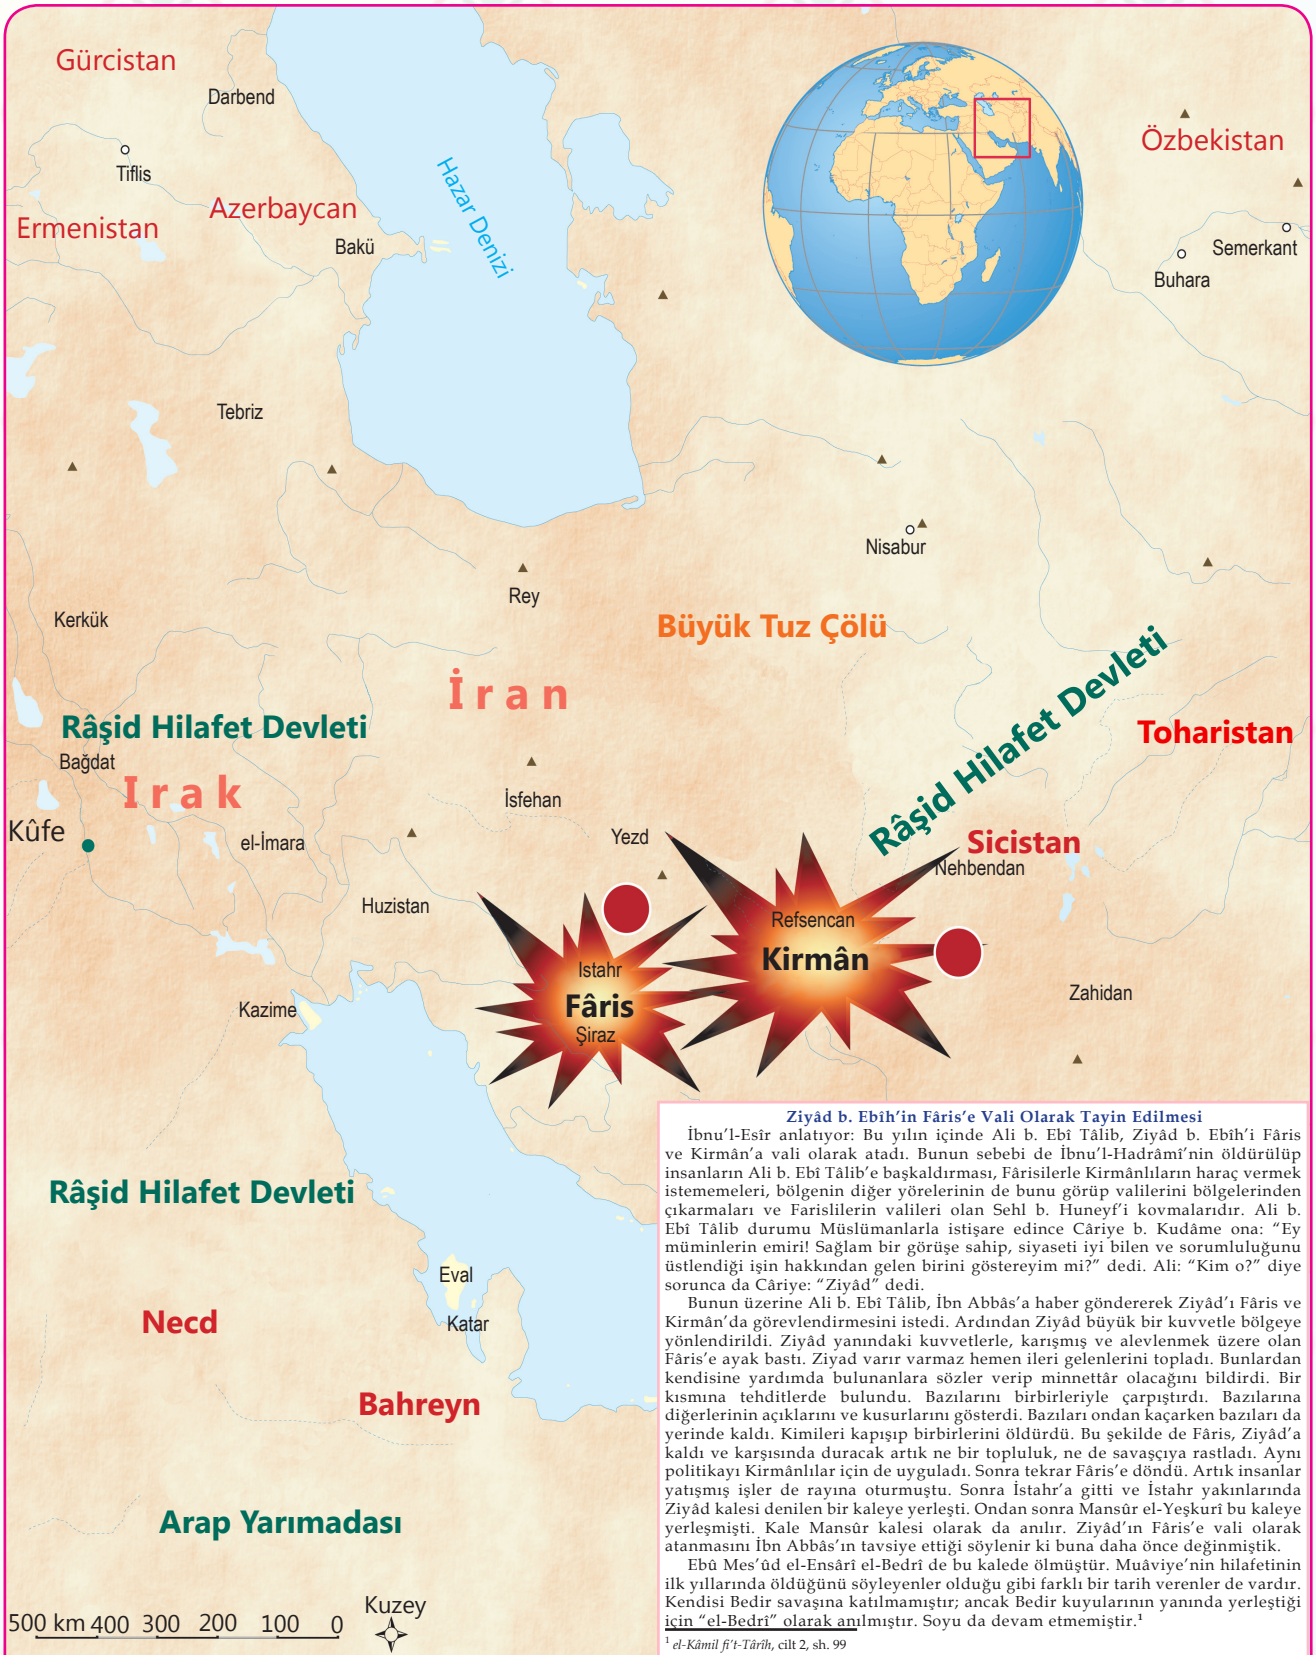 Gürcistan
Darbend
Tiflis
Hazar Denizi
Özbekistan
Azerbaycan
Ermenistan
Bakü
Semerkant
Buhara
Tebriz
Nisabur
Rey
Kerkük
Büyük Tuz Çölü
İran
Râşid Hilafet Devleti
Râşid Hilafet Devleti
Toharistan
Bağdat
Irak
İsfehan
Kûfe
el-İmara
Yezd
Sicistan
Nehbendan
Huzistan
Refsencan
Kirmân
Istahr
Fâris
Şiraz
Zahidan
Kazime
Râşid Hilafet Devleti
Eval
Katar
Necd
Bahreyn
Arap Yarımadası
Kuzey
500 km 400 300 200 100 0
Ziyâd b. Ebîh'in Fâris'e Vali Olarak Tayin Edilmesi
İbnu'l-Esîr anlatıyor: Bu yılın içinde Ali b. Ebî Tâlib, Ziyâd b. Ebîh'i Fâris
ve Kirmân'a vali olarak atadı. Bunun sebebi de İbnu'l-Hadrâmî'nin öldürülüp
insanların Ali b. Ebî Tâlib'e başkaldırması, Fârisilerle Kirmânlıların haraç vermek
istememeleri, bölgenin diğer yörelerinin de bunu görüp valilerini bölgelerinden
çıkarmaları ve Farislilerin valileri olan Sehl b. Huneyf'i kovmalarıdır. Ali b.
Ebî Tâlib durumu Müslümanlarla istişare edince Câriye b. Kudâme ona: “Ey
müminlerin emiri! Sağlam bir görüşe sahip, siyaseti iyi bilen ve sorumluluğunu
üstlendiği işin hakkından gelen birini göstereyim mi?” dedi. Ali: “Kim o?” diye
sorunca da Câriye: “Ziyâd” dedi.
Bunun üzerine Ali b. Ebî Tâlib, İbn Abbâs'a haber göndererek Ziyâd'ı Fâris ve
Kirmân'da görevlendirmesini istedi. Ardından Ziyâd büyük bir kuvvetle bölgeye
yönlendirildi. Ziyâd yanındaki kuvvetlerle, karışmış ve alevlenmek üzere olan
Fâris'e ayak bastı. Ziyad varır varmaz hemen ileri gelenlerini topladı. Bunlardan
kendisine yardımda bulunanlara sözler verip minnettâr olacağını bildirdi. Bir
kısmına tehditlerde bulundu. Bazılarını birbirleriyle çarpıştırdı. Bazılarına
diğerlerinin açıklarını ve kusurlarını gösterdi. Bazıları ondan kaçarken bazıları da
yerinde kaldı. Kimileri kapışıp birbirlerini öldürdü. Bu şekilde de Fâris, Ziyâd'a
kaldı ve karşısında duracak artık ne bir topluluk, ne de savaşçıya rastladı. Aynı
politikayı Kirmânlılar için de uyguladı. Sonra tekrar Fâris'e döndü. Artık insanlar
yatışmış işler de rayına oturmuştu. Sonra İstahr'a gitti ve İstahr yakınlarında
Ziyâd kalesi denilen bir kaleye yerleşti. Ondan sonra Mansûr el-Yeşkurî bu kaleye
yerleşmişti. Kale Mansûr kalesi olarak da anılır. Ziyâd'ın Fâris'e vali olarak
atanmasını İbn Abbâs'ın tavsiye ettiği söylenir ki buna daha önce değinmiştik.
Ebû Mes'ûd el-Ensârî el-Bedrî de bu kalede ölmüştür. Muâviye'nin hilafetinin
ilk yıllarında öldüğünü söyleyenler olduğu gibi farklı bir tarih verenler de vardır.
Kendisi Bedir savaşına katılmamıştır; ancak Bedir kuyularının yanında yerleştiği
için “el-Bedrî” olarak anılmıştır. Soyu da devam etmemiştir.¹
¹ el-Kâmil fi't-Târîh, cilt 2, sh. 99